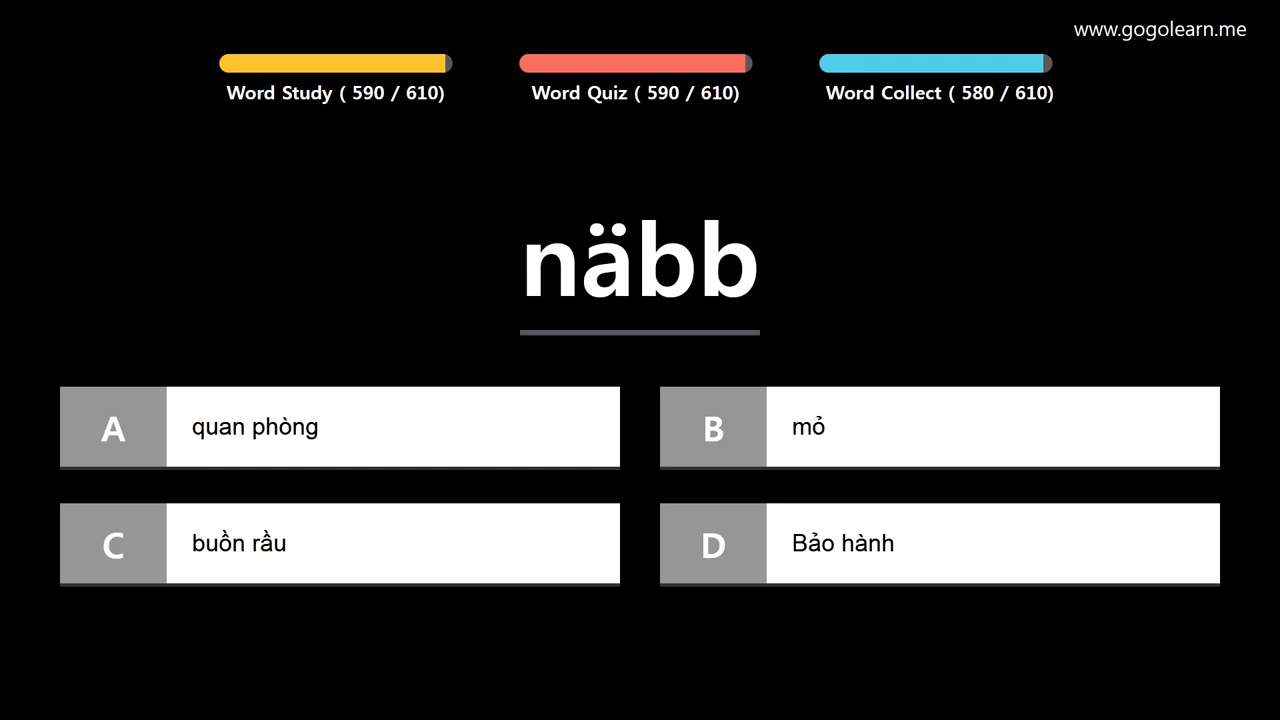 www.gogolearn.me
Word Study ( 590 / 610)
Word Quiz ( 590 / 610)
Word Collect ( 580 / 610)
näbb
A quan phòng
B mỏ
C buồn rầu
D Bảo hành